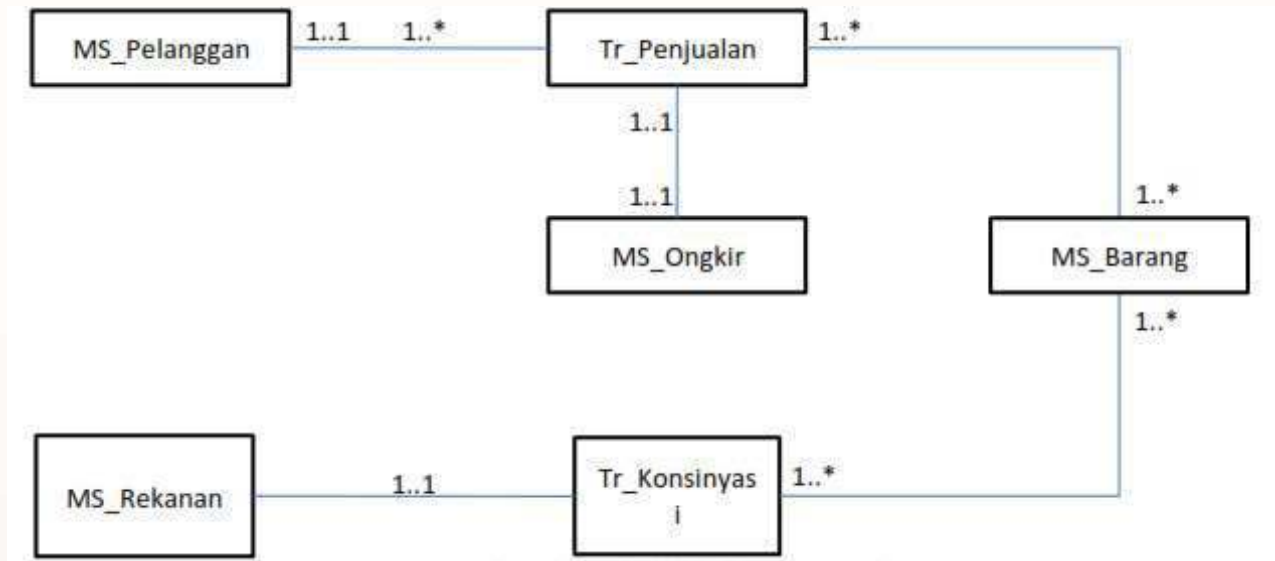 MS_Pelanggan 1..1 1..* Tr_Penjualan 1..*
1..1
1..1 1..*
MS_Ongkir MS_Barang
1..*
MS_Rekanan 1..1 Tr_Konsinyas 1..*
i